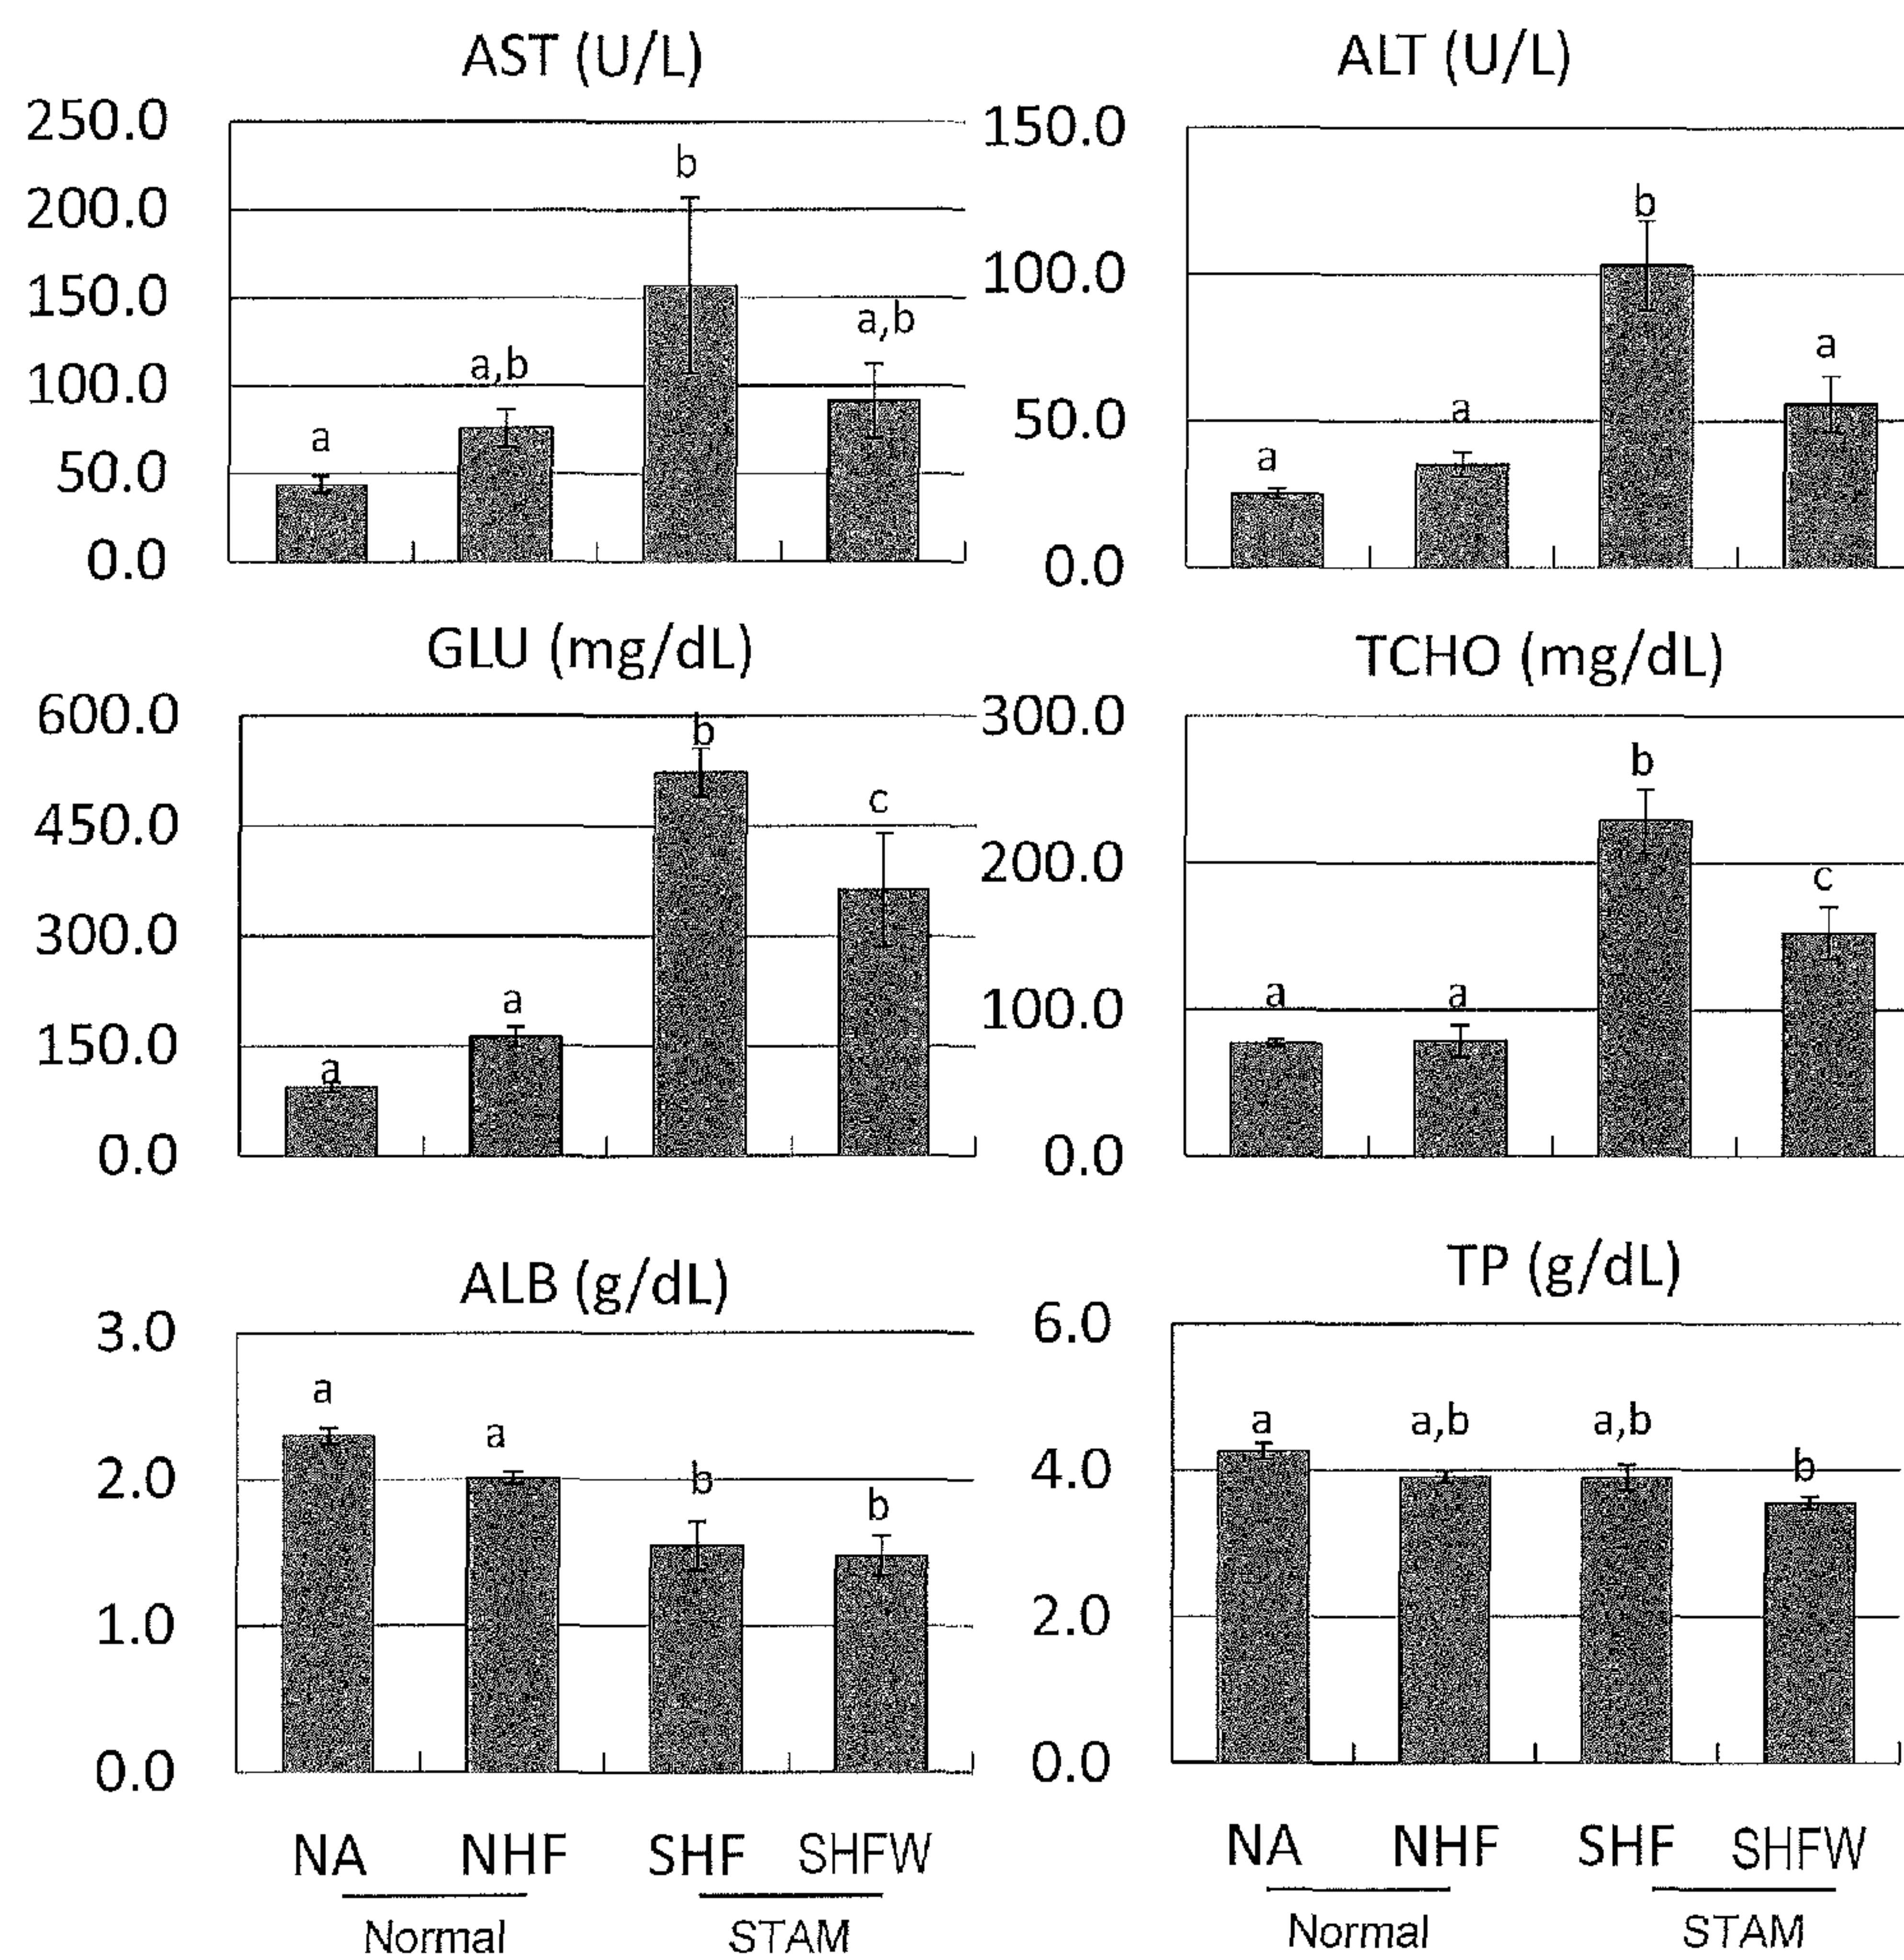 AST (U/L)
250.0
200.0
150.0
100.0
50.0
0.0
a
a,b
b
a,b
ALT (U/L)
150.0
100.0
50.0
0.0
a
a
b
a
GLU (mg/dL)
600.0
450.0
300.0
150.0
0.0
a
a
b
c
TCHO (mg/dL)
300.0
200.0
100.0
0.0
a
a
b
c
ALB (g/dL)
3.0
2.0
1.0
0.0
a
a
b
b
NA NHF SHF SHFW
Normal STAM
TP (g/dL)
6.0
4.0
2.0
0.0
a
a,b
a,b
b
NA NHF SHF SHFW
Normal STAM